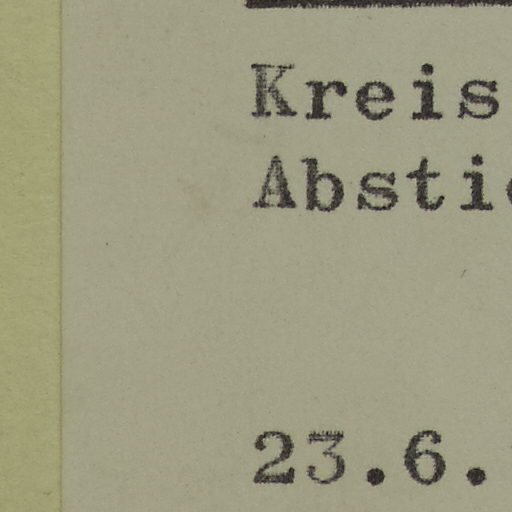 Kreis
Absti
23.6.